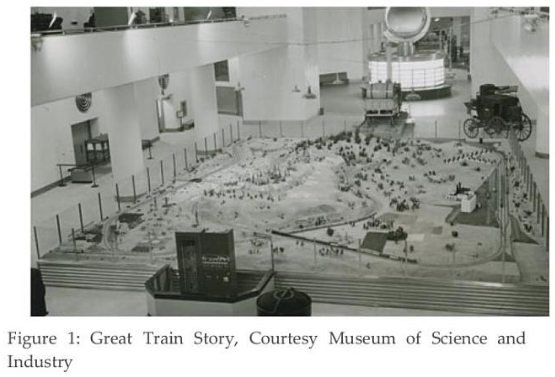 Figure 1: Great Train Story, Courtesy Museum of Science and
Industry